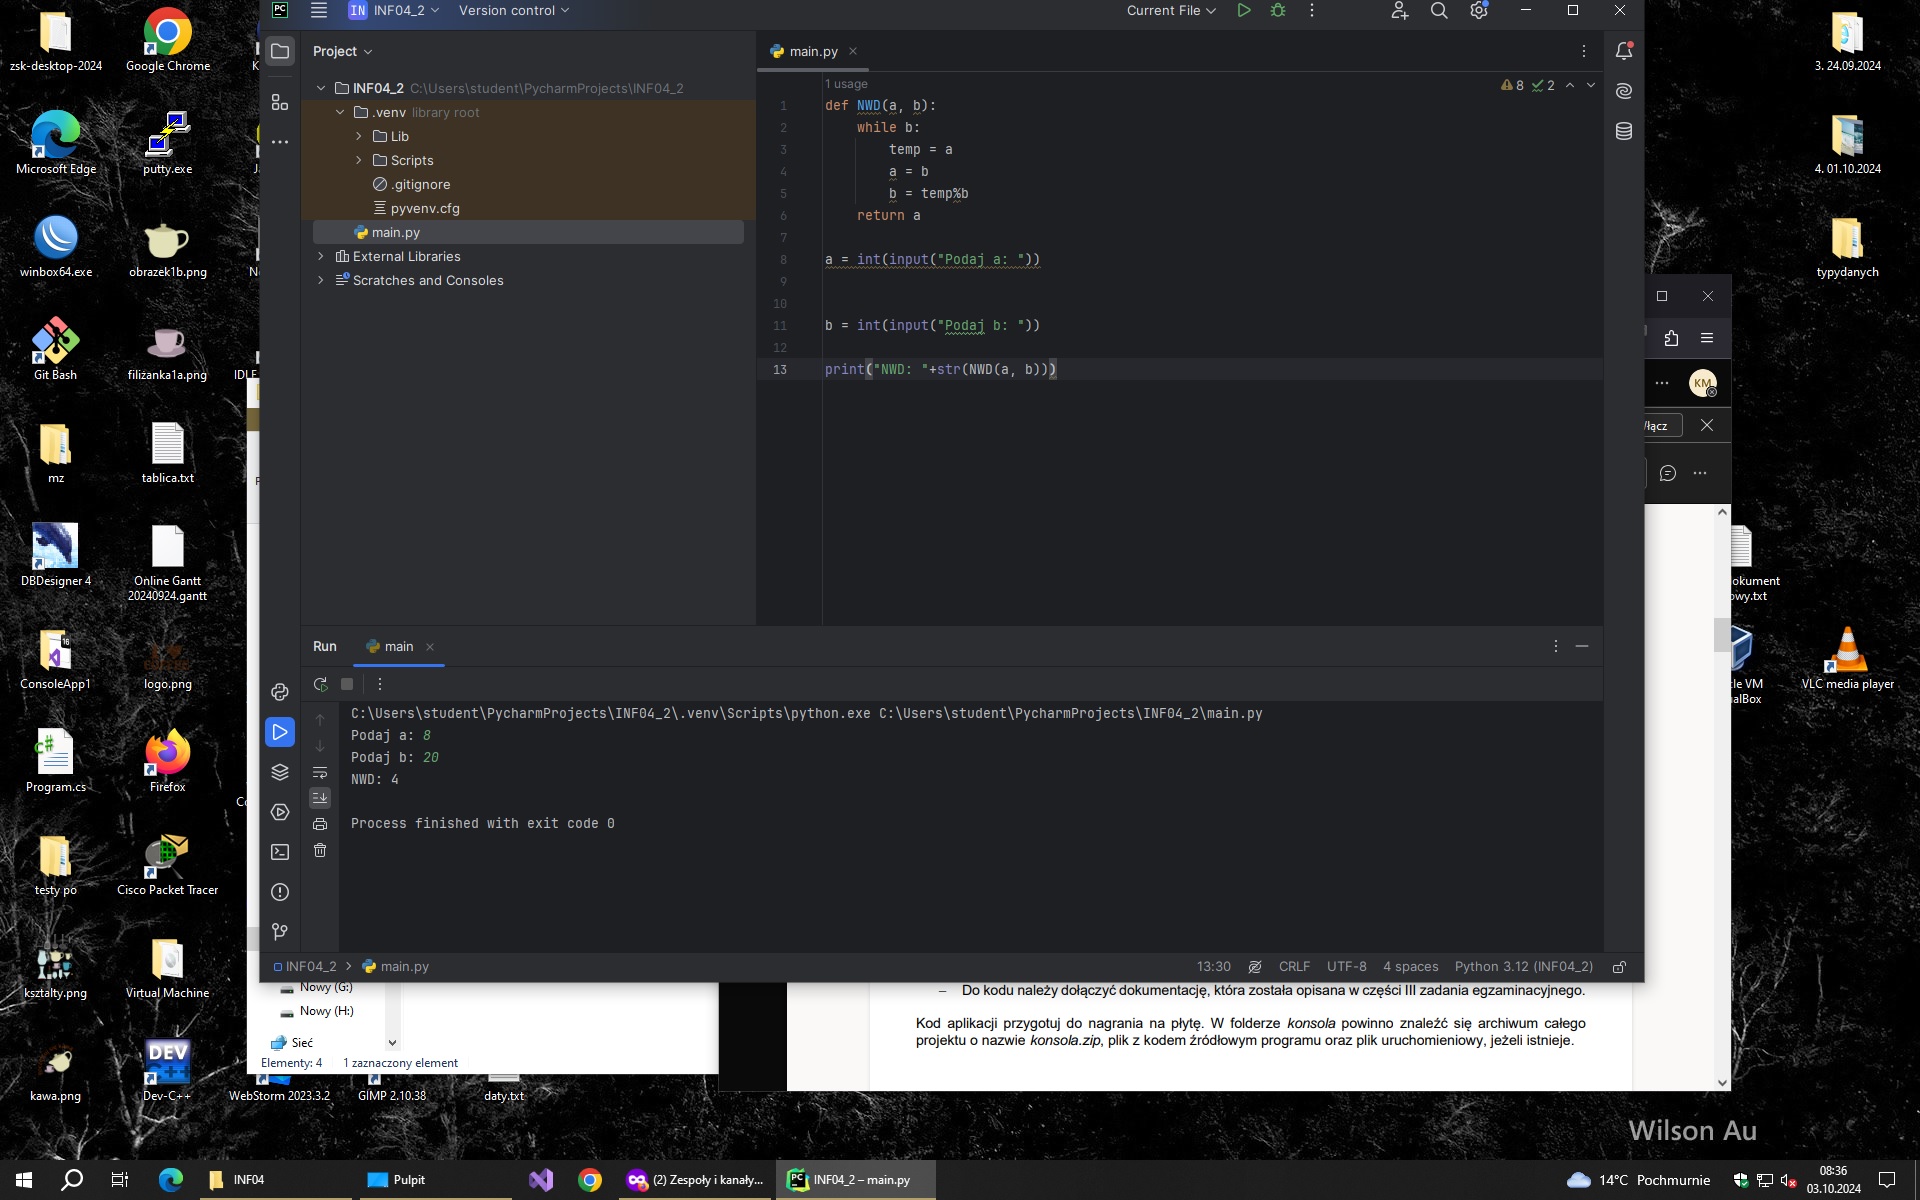 zsk-desktop-2024
Google Chrome
Microsoft Edge
putty.exe
winbox64.exe
obrazek1b.png
Git Bash
filiżanka1a.png
IDLE
mz
tablica.txt
DBDesigner 4
Online Gantt
20240924.gantt
ConsoleApp1
logo.png
Program.cs
Firefox
testy po
Cisco Packet Tracer
ksztalty.png
Virtual Machine
kawa.png
Dev-C++
WebStorm 2023.3.2
GIMP 2.10.38
daty.txt
3. 24.09.2024
4. 01.10.2024
typydanych
VLC media player
PC
IN INF04_2
Version control
Current File
Project
main.py
INF04_2 C:\Users\student\PycharmProjects\INF04_2
.venv library root
Lib
Scripts
.gitignore
pyvenv.cfg
main.py
External Libraries
Scratches and Consoles
1 usage
8 2
1 def NWD(a, b):
2 while b:
3 temp = a
4 a = b
5 b = temp%b
6 return a
7
8 a = int(input("Podaj a: "))
9
10
11 b = int(input("Podaj b: "))
12
13 print("NWD: "+str(NWD(a, b)))
Run main
C:\Users\student\PycharmProjects\INF04_2\.venv\Scripts\python.exe C:\Users\student\PycharmProjects\INF04_2\main.py
Podaj a: 8
Podaj b: 20
NWD: 4
Process finished with exit code 0
INF04_2 > main.py
13:30 CRLF UTF-8 4 spaces Python 3.12 (INF04_2)
KM
łącz
okument
owy.txt
le VM
ualBox
Nowy (G:)
Nowy (H:)
Sieć
Elementy: 4 1 zaznaczony element
– Do kodu należy dołączyć dokumentację, która została opisana w części III zadania egzaminacyjnego.
Kod aplikacji przygotuj do nagrania na płytę. W folderze konsola powinno znaleźć się archiwum całego
projektu o nazwie konsola.zip, plik z kodem źródłowym programu oraz plik uruchomieniowy, jeżeli istnieje.
Wilson Au
INF04
Pulpit
(2) Zespoły i kanały...
INF04_2 – main.py
14°C Pochmurnie
08:36
03.10.2024